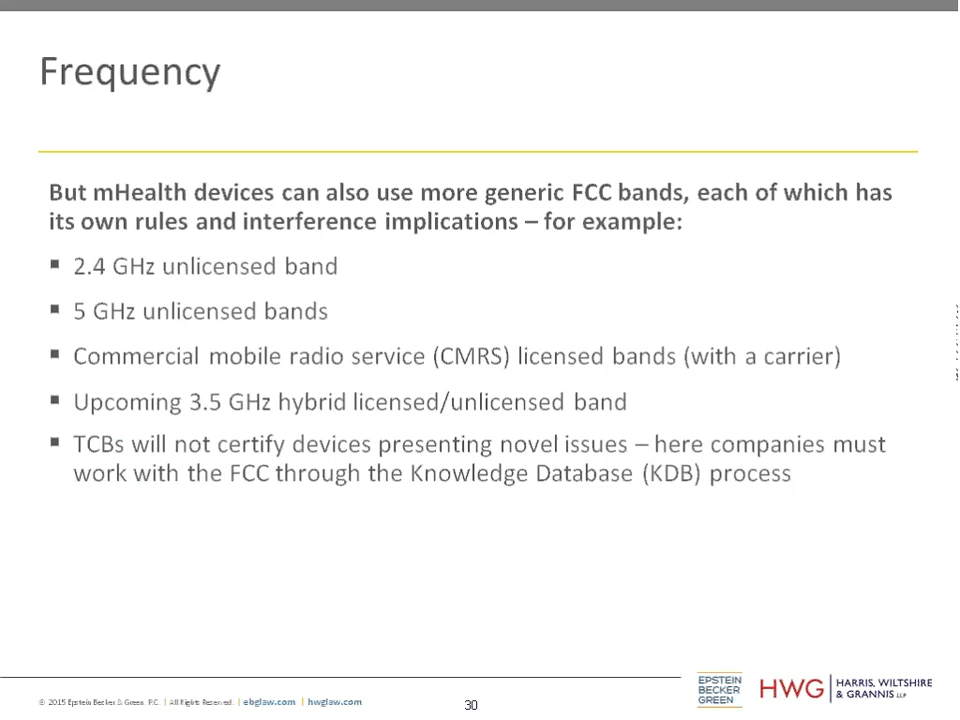 Frequency
But mHealth devices can also use more generic FCC bands, each of which has
its own rules and interference implications – for example:
▪ 2.4 GHz unlicensed band
▪ 5 GHz unlicensed bands
▪ Commercial mobile radio service (CMRS) licensed bands (with a carrier)
▪ Upcoming 3.5 GHz hybrid licensed/unlicensed band
▪ TCBs will not certify devices presenting novel issues – here companies must
work with the FCC through the Knowledge Database (KDB) process
© 2015 Epstein Becker & Green, P.C. | All Rights Reserved. | ebglaw.com | hwglaw.com
30
EPSTEIN
BECKER
GREEN
HWG | HARRIS, WILTSHIRE
& GRANNIS LLP